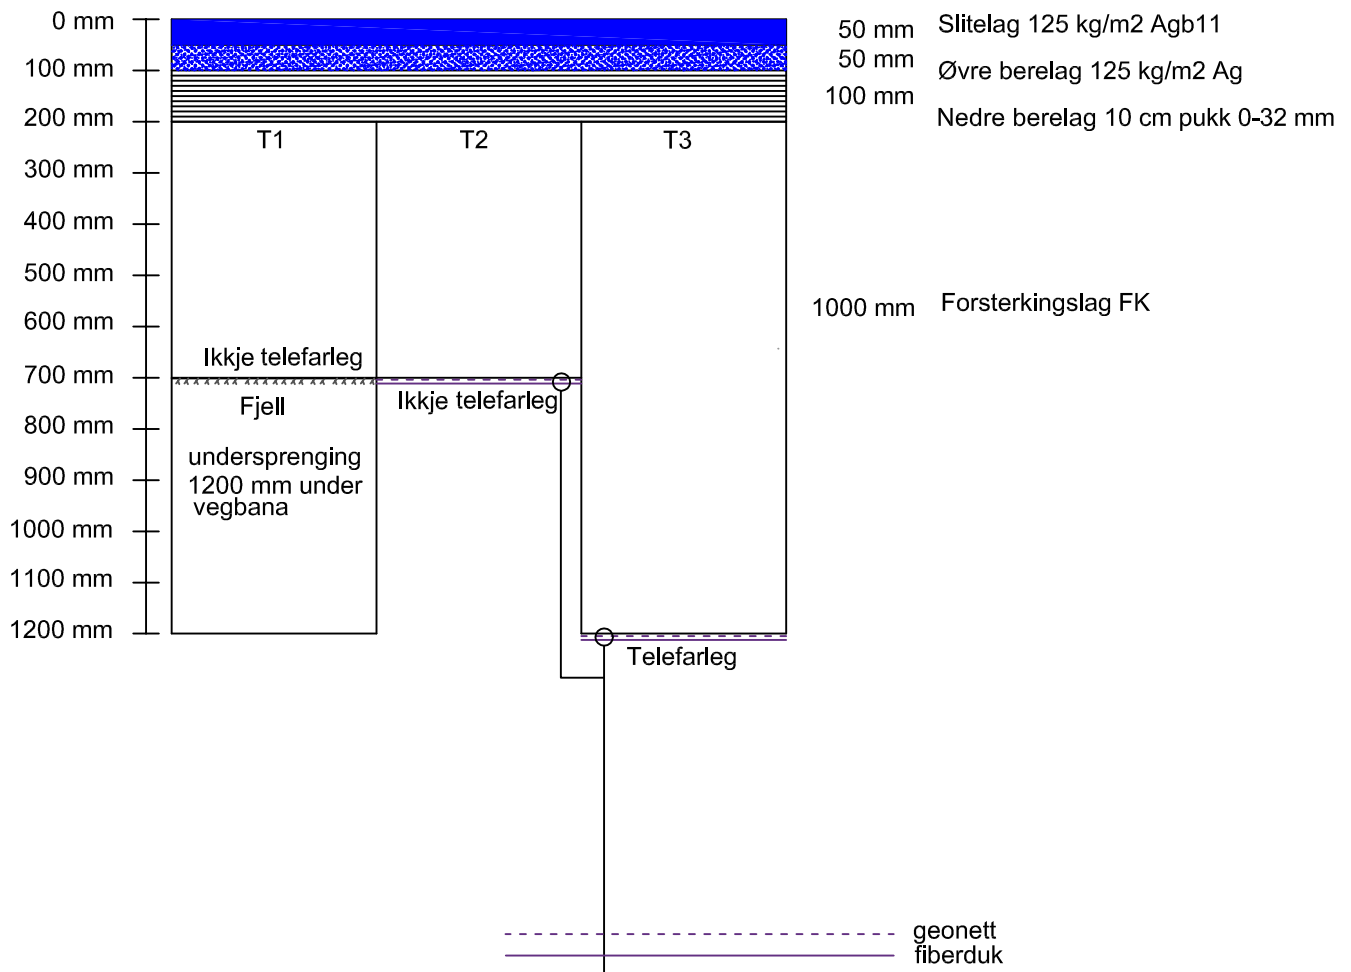 0 mm
100 mm
200 mm
300 mm
400 mm
500 mm
600 mm
700 mm
800 mm
900 mm
1000 mm
1100 mm
1200 mm
T1
T2
T3
50 mm
Slitelag 125 kg/m2 Agb11
50 mm
Øvre berelag 125 kg/m2 Ag
100 mm
Nedre berelag 10 cm pukk 0-32 mm
1000 mm
Forsterkingslag FK
Ikkje telefarleg
Fjell
undersprenging
1200 mm under
vegbana
Ikkje telefarleg
Telefarleg
geonett
fiberduk